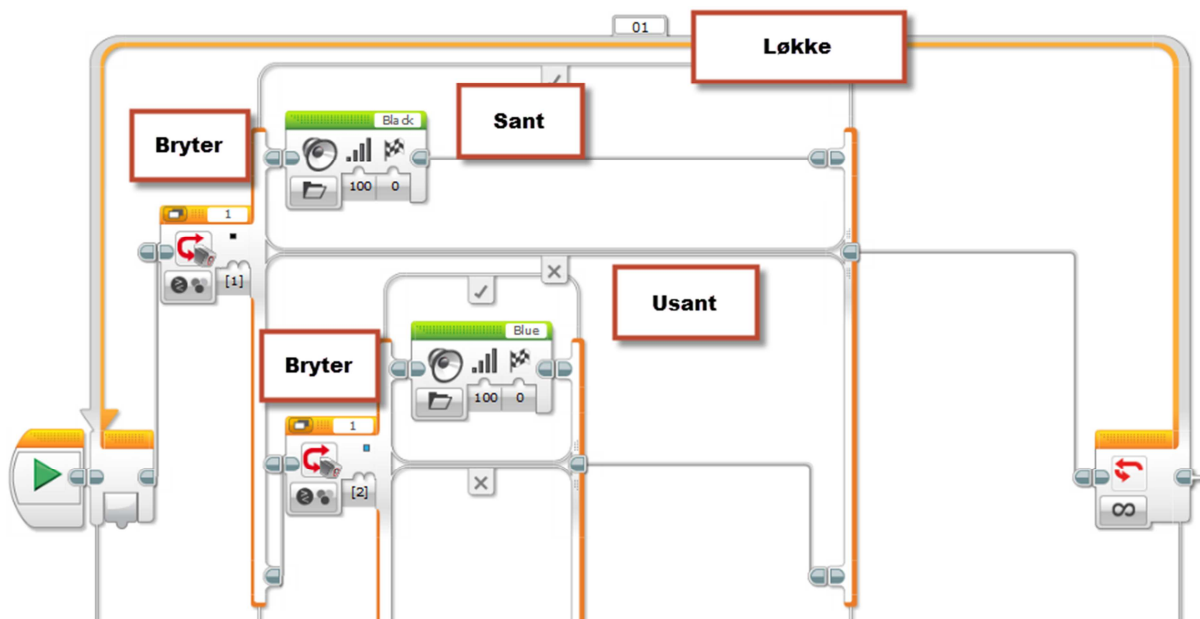 01
Løkke
Sant
Black
Bryter
100 0
1
[1]
Usant
Blue
Bryter
100 0
1
[2]
∞